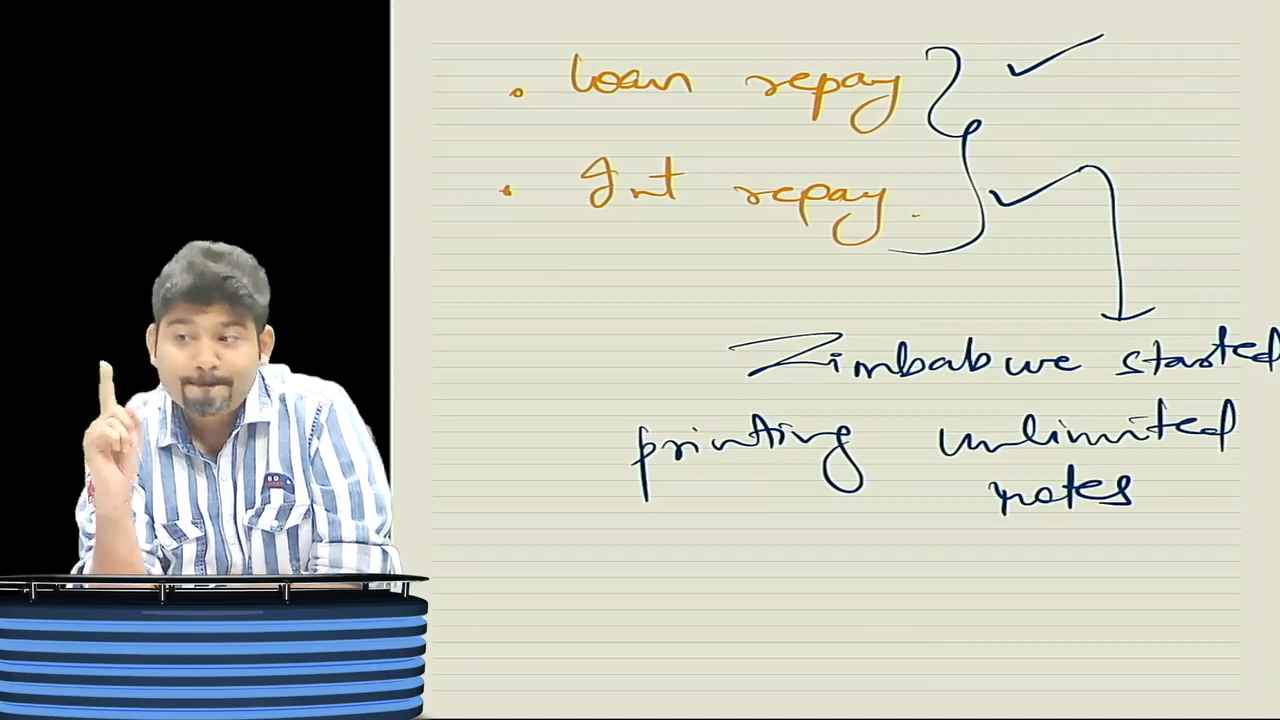 • Loan repay
• Int repay.
Zimbabwe started
printing unlimited
notes